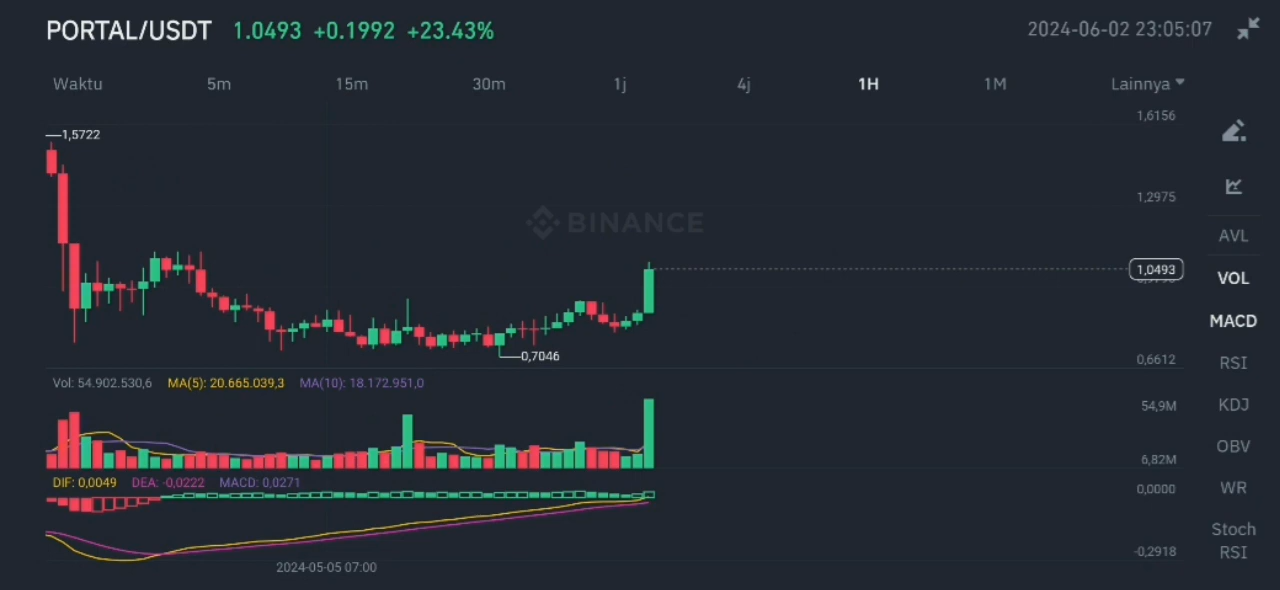 PORTAL/USDT 1.0493 +0.1992 +23.43% 2024-06-02 23:05:07
Waktu 5m 15m 30m 1j 4j 1H 1M Lainnya
1,6156
1,5722
1,2975
BINANCE
AVL
1,0493
VOL
MACD
0,7046
0,6612
RSI
Vol: 54.902.530,6 MA(5): 20.665.039,3 MA(10): 18.172.951,0
54,9M
KDJ
OBV
6,82M
DIF: 0,0049 DEA: -0,0222 MACD: 0,0271
0,0000
WR
Stoch
RSI
-0,2918
2024-05-05 07:00